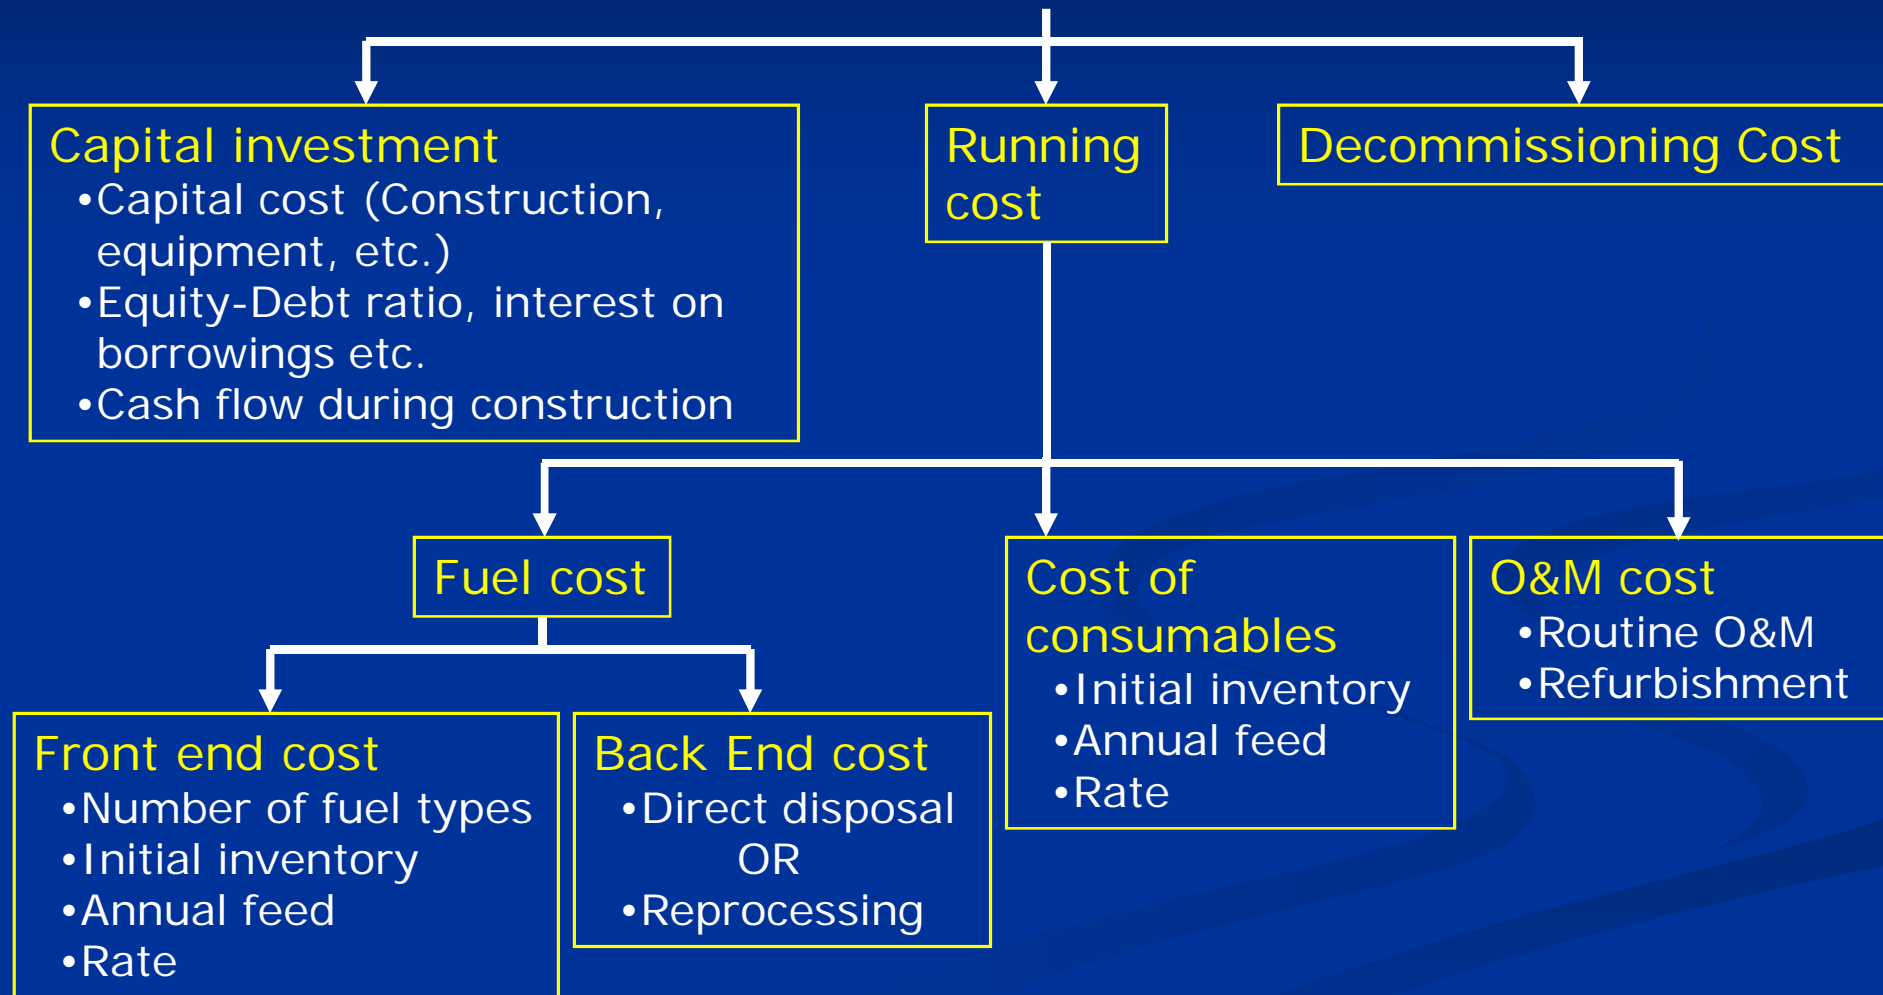 Capital investment
•Capital cost (Construction,
equipment, etc.)
•Equity-Debt ratio, interest on
borrowings etc.
•Cash flow during construction
Running
cost
Decommissioning Cost
Fuel cost
Cost of
consumables
•Initial inventory
•Annual feed
•Rate
O&M cost
•Routine O&M
•Refurbishment
Front end cost
•Number of fuel types
•Initial inventory
•Annual feed
•Rate
Back End cost
•Direct disposal
OR
•Reprocessing